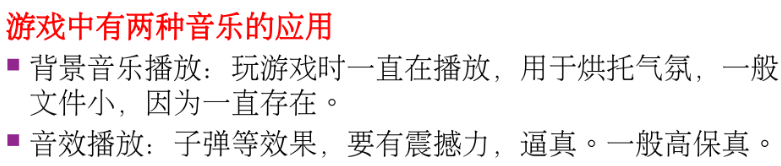 游戏中有两种音乐的应用
背景音乐播放：玩游戏时一直在播放，用于烘托气氛，一般
文件小，因为一直存在。
音效播放：子弹等效果，要有震撼力，逼真。一般高保真。